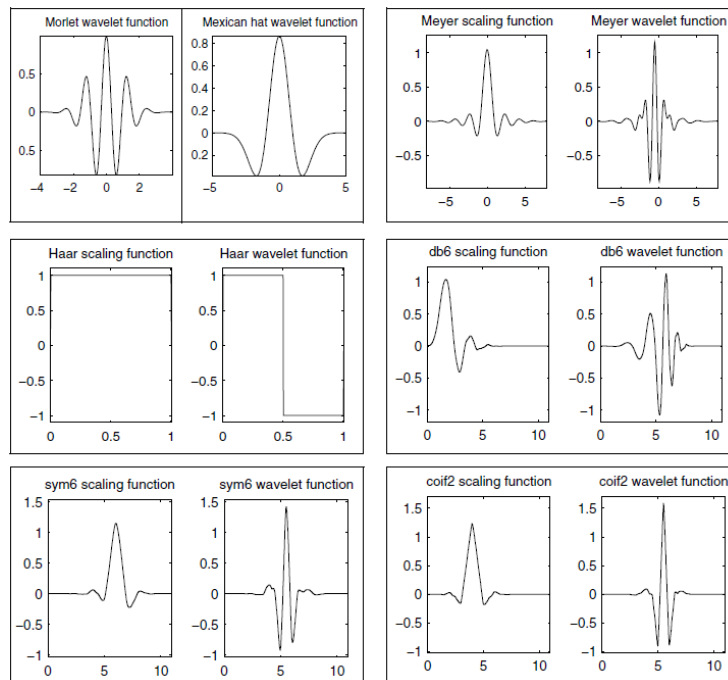 Morlet wavelet function
0.5
0
0.5
−4 −2 0 2
Mexican hat wavelet function
0.8
0.6
0.4
0.2
0
0.2
−5 0 5
Meyer scaling function
1
0.5
0
−0.5
−5 0 5
Meyer wavelet function
1
0.5
0
−0.5
−5 0 5
Haar scaling function
1
0.5
0
−0.5
−1
0 0.5 1
Haar wavelet function
1
0.5
0
−0.5
−1
0 0.5 1
db6 scaling function
1
0.5
0
−0.5
−1
0 5 10
db6 wavelet function
1
0.5
0
−0.5
−1
0 5 10
sym6 scaling function
1.5
1
0.5
0
−0.5
−1
0 5 10
sym6 wavelet function
1.5
1
0.5
0
−0.5
−1
0 5 10
coif2 scaling function
1.5
1
0.5
0
−0.5
−1
0 5 10
coif2 wavelet function
1.5
1
0.5
0
−0.5
−1
0 5 10